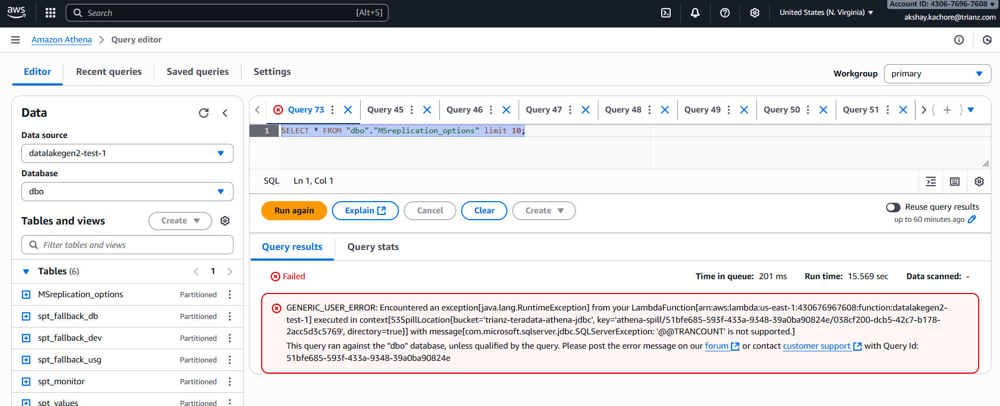 aws
Search
[Alt+S]
United States (N. Virginia)
Account ID: 4306-7696-7608
akshay.kachore@trianz.com
Amazon Athena
Query editor
Editor
Recent queries
Saved queries
Settings
Workgroup
primary
Data
Data source
datalakegen2-test-1
Database
dbo
Tables and views
Create
Filter tables and views
Tables (6)
1
MSreplication_options
Partitioned
spt_fallback_db
Partitioned
spt_fallback_dev
Partitioned
spt_fallback_usg
Partitioned
spt_monitor
Partitioned
spt_values
Partitioned
Query 73
Query 45
Query 46
Query 47
Query 48
Query 49
Query 50
Query 51
1
SELECT * FROM "dbo"."MSreplication_options" limit 10;
SQL
Ln 1, Col 1
Run again
Explain
Cancel
Clear
Create
Reuse query results
up to 60 minutes ago
Query results
Query stats
Failed
Time in queue: 201 ms
Run time: 15.569 sec
Data scanned: -
GENERIC_USER_ERROR: Encountered an exception[java.lang.RuntimeException] from your LambdaFunction[arn:aws:lambda:us-east-1:430676967608:function:datalakegen2-
test-1] executed in context[S3SpillLocation{bucket='trianz-teradata-athena-jdbc', key='athena-spill/51bfe685-593f-433a-9348-39a0ba90824e/038cf200-dcb5-42c7-b178-
2acc5d3c5769', directory=true}] with message[com.microsoft.sqlserver.jdbc.SQLServerException: '@@TRANCOUNT' is not supported.]
This query ran against the "dbo" database, unless qualified by the query. Please post the error message on our forum or contact customer support with Query Id:
51bfe685-593f-433a-9348-39a0ba90824e